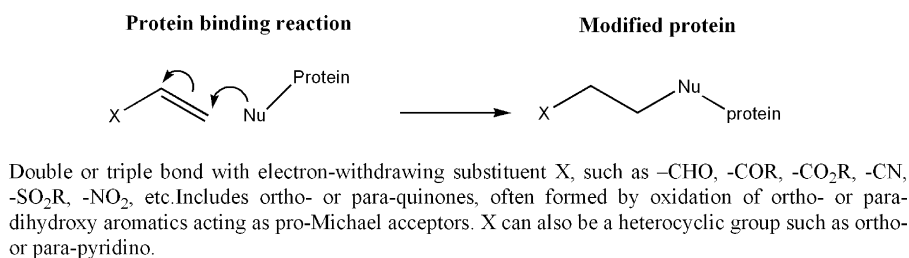 Protein binding reaction Modified protein
Protein
Nu
X Nu
X protein
Double or triple bond with electron-withdrawing substituent X, such as –CHO, -COR, -CO₂R, -CN,
-SO₂R, -NO₂, etc.Includes ortho- or para-quinones, often formed by oxidation of ortho- or para-
dihydroxy aromatics acting as pro-Michael acceptors. X can also be a heterocyclic group such as ortho-
or para-pyridino.